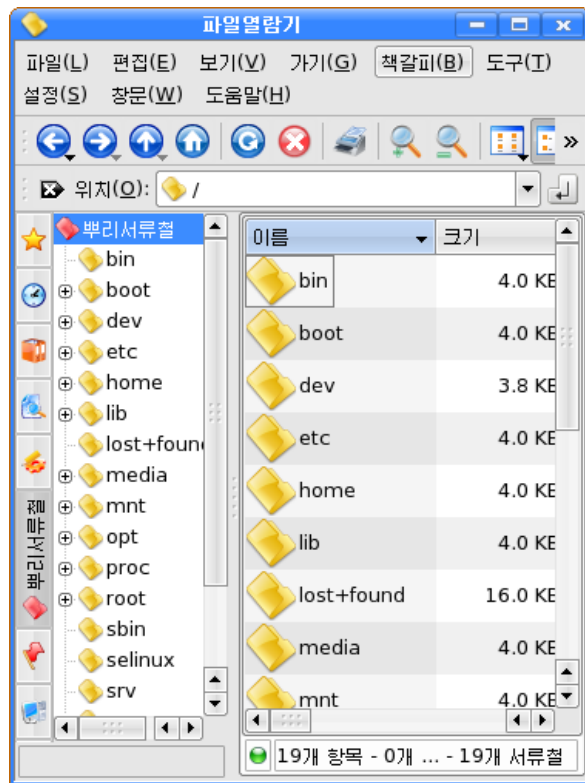 파일열람기
파일(L) 편집(E) 보기(V) 가기(G) 책갈피(B) 도구(T)
설정(S) 창문(W) 도움말(H)
위치(O): /
뿌리서류철
뿌리서류철
bin
boot
dev
etc
home
lib
lost+foun
media
mnt
opt
proc
root
sbin
selinux
srv
이름 크기
bin 4.0 KB
boot 4.0 KB
dev 3.8 KB
etc 4.0 KB
home 4.0 KB
lib 4.0 KB
lost+found 16.0 KB
media 4.0 KB
mnt 4.0 KB
19개 항목 - 0개 ... - 19개 서류철